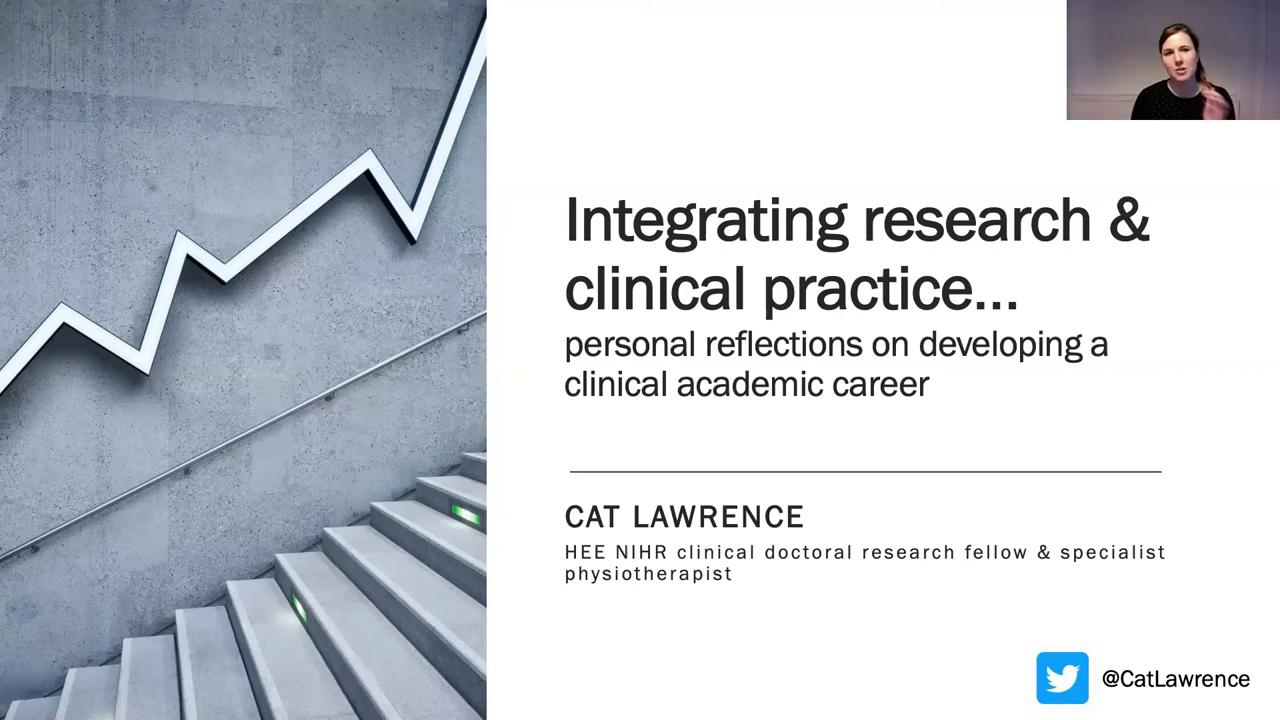 Integrating research &
clinical practice...
personal reflections on developing a
clinical academic career
CAT LAWRENCE
HEE NIHR clinical doctoral research fellow & specialist
physiotherapist
@CatLawrence